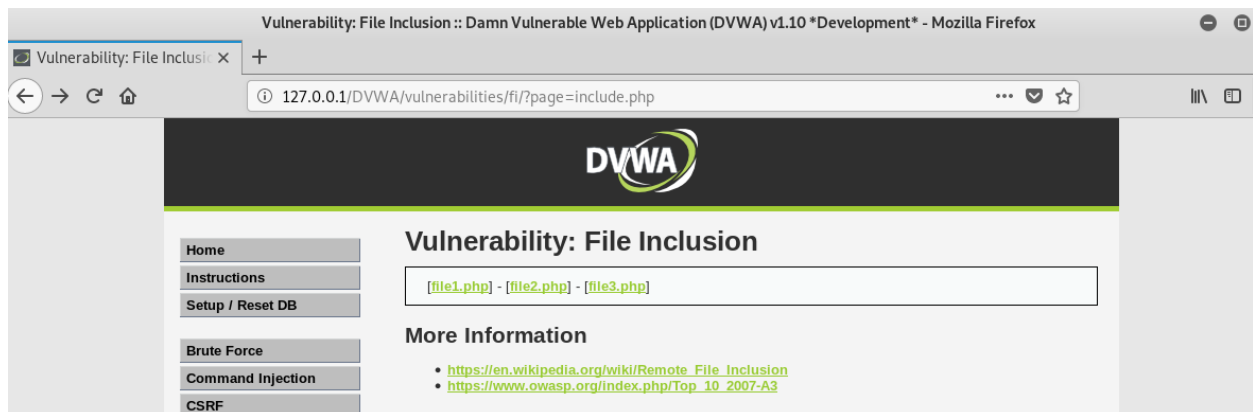 Vulnerability: File Inclusion :: Damn Vulnerable Web Application (DVWA) v1.10 *Development* - Mozilla Firefox
Vulnerability: File Inclusic
127.0.0.1/DVWA/vulnerabilities/fi/?page=include.php
DVWA
Home
Instructions
Setup / Reset DB
Brute Force
Command Injection
CSRF
Vulnerability: File Inclusion
[file1.php] - [file2.php] - [file3.php]
More Information
• https://en.wikipedia.org/wiki/Remote_File_Inclusion
• https://www.owasp.org/index.php/Top_10_2007-A3